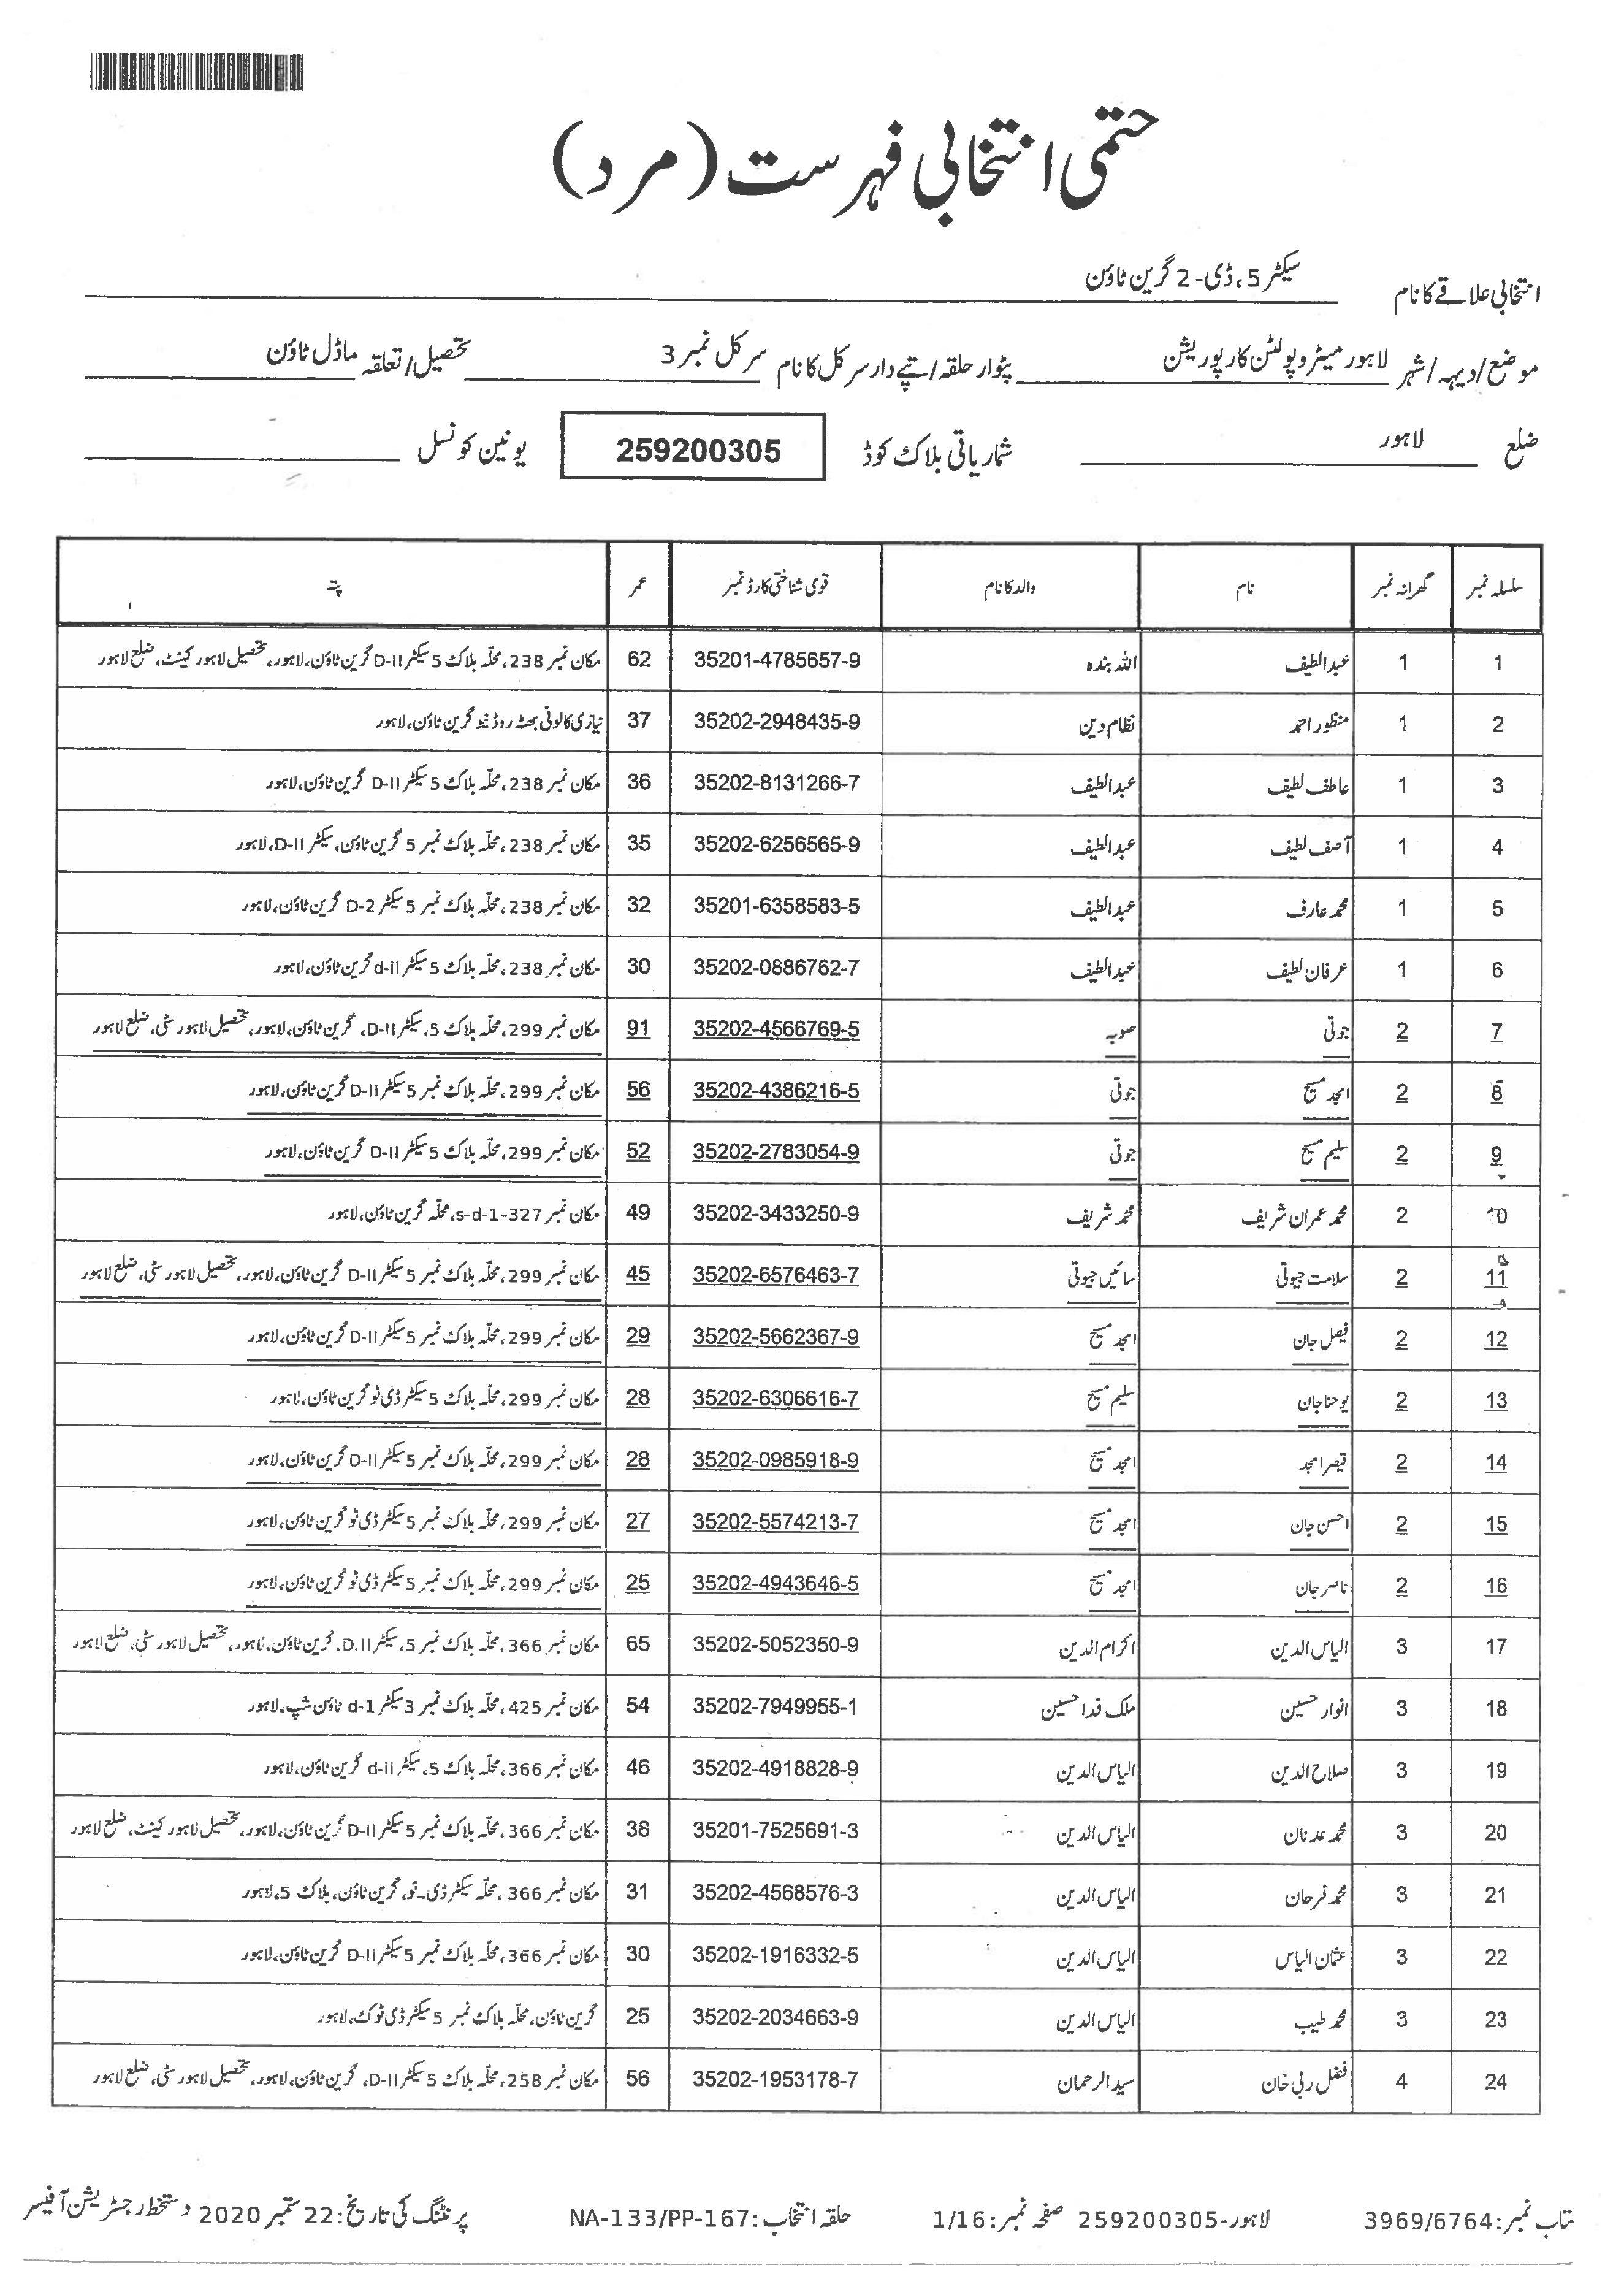 حتمی انتخابی فہرست (مرد)
انتخابی علاقے کا نام سیکٹر 5، ڈی-2 گرین ٹاؤن
موضع/دیہہ/شہر لاہور میٹروپولٹن کارپوریشن پٹوار حلقہ/تپے دار سرکل کا نام سرکل نمبر 3 تحصیل/تعلقہ ماڈل ٹاؤن
ضلع لاہور شماریاتی بلاک کوڈ 259200305 یونین کونسل
سلسلہ نمبر گھرانہ نمبر نام والد کا نام قومی شناختی کارڈ نمبر عمر پتہ
1 1 عبدالطیف اللہ بندہ 35201-4785657-9 62 مکان نمبر 238، محلّہ بلاک 5 سیکٹر D-II گرین ٹاؤن، لاہور، تحصیل لاہور کینٹ، ضلع لاہور
2 1 منظور احمد نظام دین 35202-2948435-9 37 نیازی کالونی بھٹہ روڈ نیو گرین ٹاؤن، لاہور
3 1 عاطف لطیف عبدالطیف 35202-8131266-7 36 مکان نمبر 238، محلّہ بلاک 5 سیکٹر D-II گرین ٹاؤن، لاہور
4 1 آصف لطیف عبدالطیف 35202-6256565-9 35 مکان نمبر 238، محلّہ بلاک نمبر 5 گرین ٹاؤن، سیکٹر D-II، لاہور
5 1 محمد عارف عبدالطیف 35201-6358583-5 32 مکان نمبر 238، محلّہ بلاک نمبر 5 سیکٹر D-2 گرین ٹاؤن، لاہور
6 1 عرفان لطیف عبدالطیف 35202-0886762-7 30 مکان نمبر 238، محلّہ بلاک 5 سیکٹر d-ii گرین ٹاؤن، لاہور
7 2 جوتی صوبہ 35202-4566769-5 91 مکان نمبر 299، محلّہ بلاک 5، سیکٹر D-II، گرین ٹاؤن، لاہور، تحصیل لاہور سٹی، ضلع لاہور
8 2 امجد مسیح جوتی 35202-4386216-5 56 مکان نمبر 299، محلّہ بلاک نمبر 5 سیکٹر D-II گرین ٹاؤن، لاہور
9 2 سلیم مسیح جوتی 35202-2783054-9 52 مکان نمبر 299، محلّہ بلاک 5 سیکٹر D-II گرین ٹاؤن، لاہور
10 2 محمد عمران شریف محمد شریف 35202-3433250-9 49 مکان نمبر 327-1-s-d، محلّہ گرین ٹاؤن، لاہور
11 2 سلامت جیوتی سائیں جیوتی 35202-6576463-7 45 مکان نمبر 299، محلّہ بلاک نمبر 5 سیکٹر D-II گرین ٹاؤن، لاہور، تحصیل لاہور سٹی، ضلع لاہور
12 2 فیصل جان امجد مسیح 35202-5662367-9 29 مکان نمبر 299، محلّہ بلاک نمبر 5 سیکٹر D-II گرین ٹاؤن، لاہور
13 2 یوحنا جان سلیم مسیح 35202-6306616-7 28 مکان نمبر 299، محلّہ بلاک 5 سیکٹر ڈی ٹو گرین ٹاؤن، لاہور
14 2 قیصر امجد امجد مسیح 35202-0985918-9 28 مکان نمبر 299، محلّہ بلاک نمبر 5 سیکٹر D-II گرین ٹاؤن، لاہور
15 2 احسن جان امجد مسیح 35202-5574213-7 27 مکان نمبر 299، محلّہ بلاک نمبر 5 سیکٹر ڈی ٹو گرین ٹاؤن، لاہور
16 2 ناصر جان امجد مسیح 35202-4943646-5 25 مکان نمبر 299، محلّہ بلاک نمبر 5 سیکٹر ڈی ٹو گرین ٹاؤن، لاہور
17 3 الیاس الدین اکرام الدین 35202-5052350-9 65 مکان نمبر 366، محلّہ بلاک نمبر 5، سیکٹر D.II، گرین ٹاؤن، لاہور، تحصیل لاہور سٹی، ضلع لاہور
18 3 انوار حسین ملک فدا حسین 35202-7949955-1 54 مکان نمبر 425، محلّہ بلاک نمبر 3 سیکٹر d-1 ٹاؤن شپ، لاہور
19 3 صلاح الدین الیاس الدین 35202-4918828-9 46 مکان نمبر 366، محلّہ بلاک 5، سیکٹر d-ii گرین ٹاؤن، لاہور
20 3 محمد عدنان الیاس الدین 35201-7525691-3 38 مکان نمبر 366، محلّہ بلاک نمبر 5 سیکٹر D-II گرین ٹاؤن، لاہور، تحصیل لاہور کینٹ، ضلع لاہور
21 3 محمد فرحان الیاس الدین 35202-4568576-3 31 مکان نمبر 366، محلّہ سیکٹر ڈی۔ٹو، گرین ٹاؤن، بلاک 5، لاہور
22 3 عثمان الیاس الیاس الدین 35202-1916332-5 30 مکان نمبر 366، محلّہ بلاک نمبر 5 سیکٹر D-Ii گرین ٹاؤن، لاہور
23 3 محمد طیب الیاس الدین 35202-2034663-9 25 گرین ٹاؤن، محلہ بلاک نمبر 5 سیکٹر ڈی ٹوک، لاہور
24 4 فضل ربی خان سید الرحمان 35202-1953178-7 56 مکان نمبر 258، محلّہ بلاک 5 سیکٹر D-II، گرین ٹاؤن، لاہور، تحصیل لاہور سٹی، ضلع لاہور
تاب نمبر: 3969/6764 لاہور-259200305 صفحہ نمبر: 1/16 حلقہ انتخاب: NA-133/PP-167 پرنٹنگ کی تاریخ: 22 ستمبر 2020 دستخط رجسٹریشن آفیسر